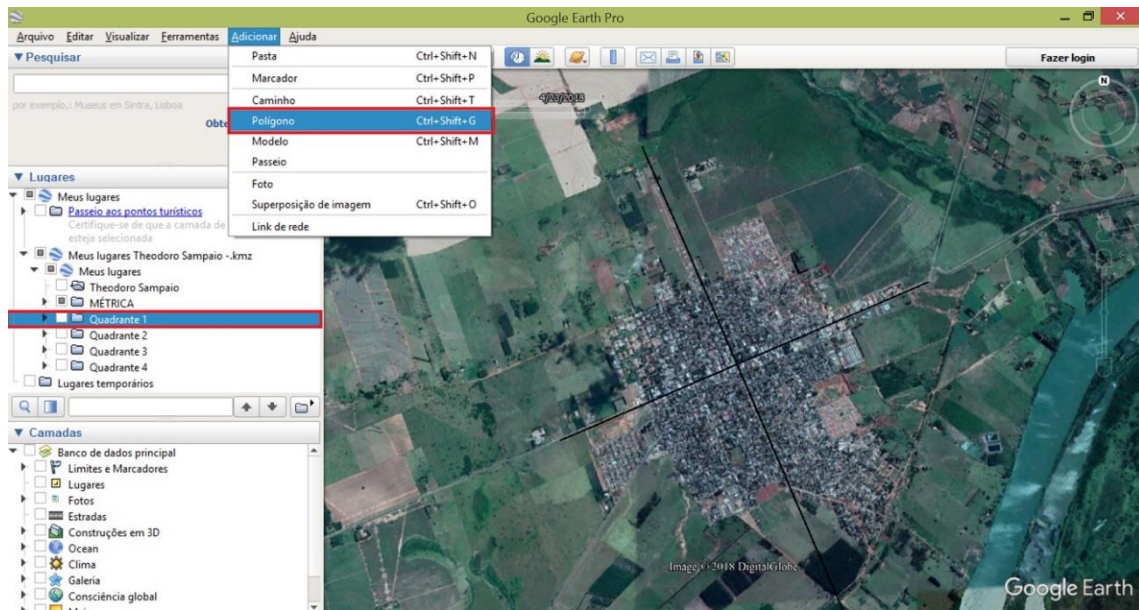 Google Earth Pro
Arquivo Editar Visualizar Ferramentas Adicionar Ajuda
Pesquisar
por exemplo,: Museus em Sintra, Lisboa
Obte
Pasta Ctrl+Shift+N
Marcador Ctrl+Shift+P
Caminho Ctrl+Shift+T
Polígono Ctrl+Shift+G
Modelo Ctrl+Shift+M
Passeio
Foto
Superposição de imagem Ctrl+Shift+O
Link de rede
Fazer login
4/23/2018
N
Lugares
Meus lugares
Passeio aos pontos turísticos
Certifique-se de que a camada de
esteja selecionada
Meus lugares Theodoro Sampaio -.kmz
Meus lugares
Theodoro Sampaio
MÉTRICA
Quadrante 1
Quadrante 2
Quadrante 3
Quadrante 4
Lugares temporários
Camadas
Banco de dados principal
Limites e Marcadores
Lugares
Fotos
Estradas
Construções em 3D
Ocean
Clima
Galeria
Consciência global
Image © 2018 DigitalGlobe
Google Earth